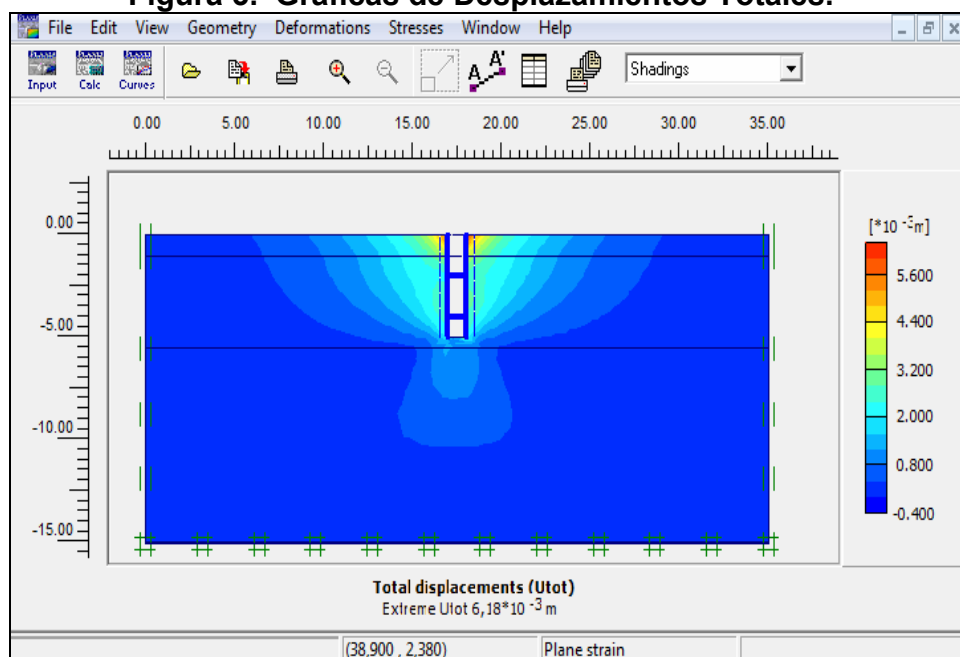 Figura 6. Gráficas de Desplazamientos Totales.
File Edit View Geometry Deformations Stresses Window Help
Input Calc Curves Shadings
0.00 5.00 10.00 15.00 20.00 25.00 30.00 35.00
0.00
-5.00
-10.00
-15.00
[*10 -3m]
5.600
4.400
3.200
2.000
0.800
-0.400
Total displacements (Utot)
Extreme Utot 6,18*10 -3 m
(38,900 , 2,380) Plane strain